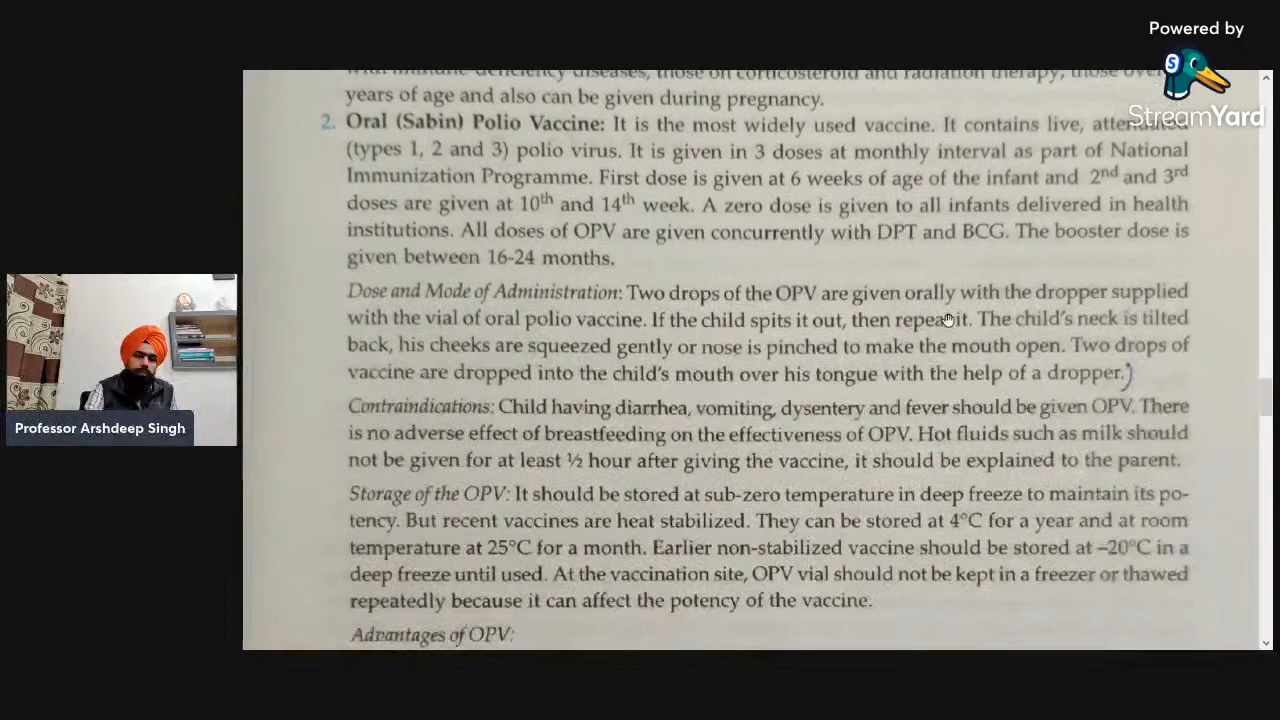 Powered by
StreamYard
with immune deficiency diseases, those on corticosteroid and radiation therapy, those over
years of age and also can be given during pregnancy.
2. Oral (Sabin) Polio Vaccine: It is the most widely used vaccine. It contains live, attenuated
(types 1, 2 and 3) polio virus. It is given in 3 doses at monthly interval as part of National
Immunization Programme. First dose is given at 6 weeks of age of the infant and 2nd and 3rd
doses are given at 10th and 14th week. A zero dose is given to all infants delivered in health
institutions. All doses of OPV are given concurrently with DPT and BCG. The booster dose is
given between 16-24 months.
Dose and Mode of Administration: Two drops of the OPV are given orally with the dropper supplied
with the vial of oral polio vaccine. If the child spits it out, then repeat it. The child's neck is tilted
back, his cheeks are squeezed gently or nose is pinched to make the mouth open. Two drops of
vaccine are dropped into the child's mouth over his tongue with the help of a dropper.
Contraindications: Child having diarrhea, vomiting, dysentery and fever should be given OPV. There
is no adverse effect of breastfeeding on the effectiveness of OPV. Hot fluids such as milk should
not be given for at least ½ hour after giving the vaccine, it should be explained to the parent.
Storage of the OPV: It should be stored at sub-zero temperature in deep freeze to maintain its po-
tency. But recent vaccines are heat stabilized. They can be stored at 4°C for a year and at room
temperature at 25°C for a month. Earlier non-stabilized vaccine should be stored at –20°C in a
deep freeze until used. At the vaccination site, OPV vial should not be kept in a freezer or thawed
repeatedly because it can affect the potency of the vaccine.
Advantages of OPV:
Professor Arshdeep Singh